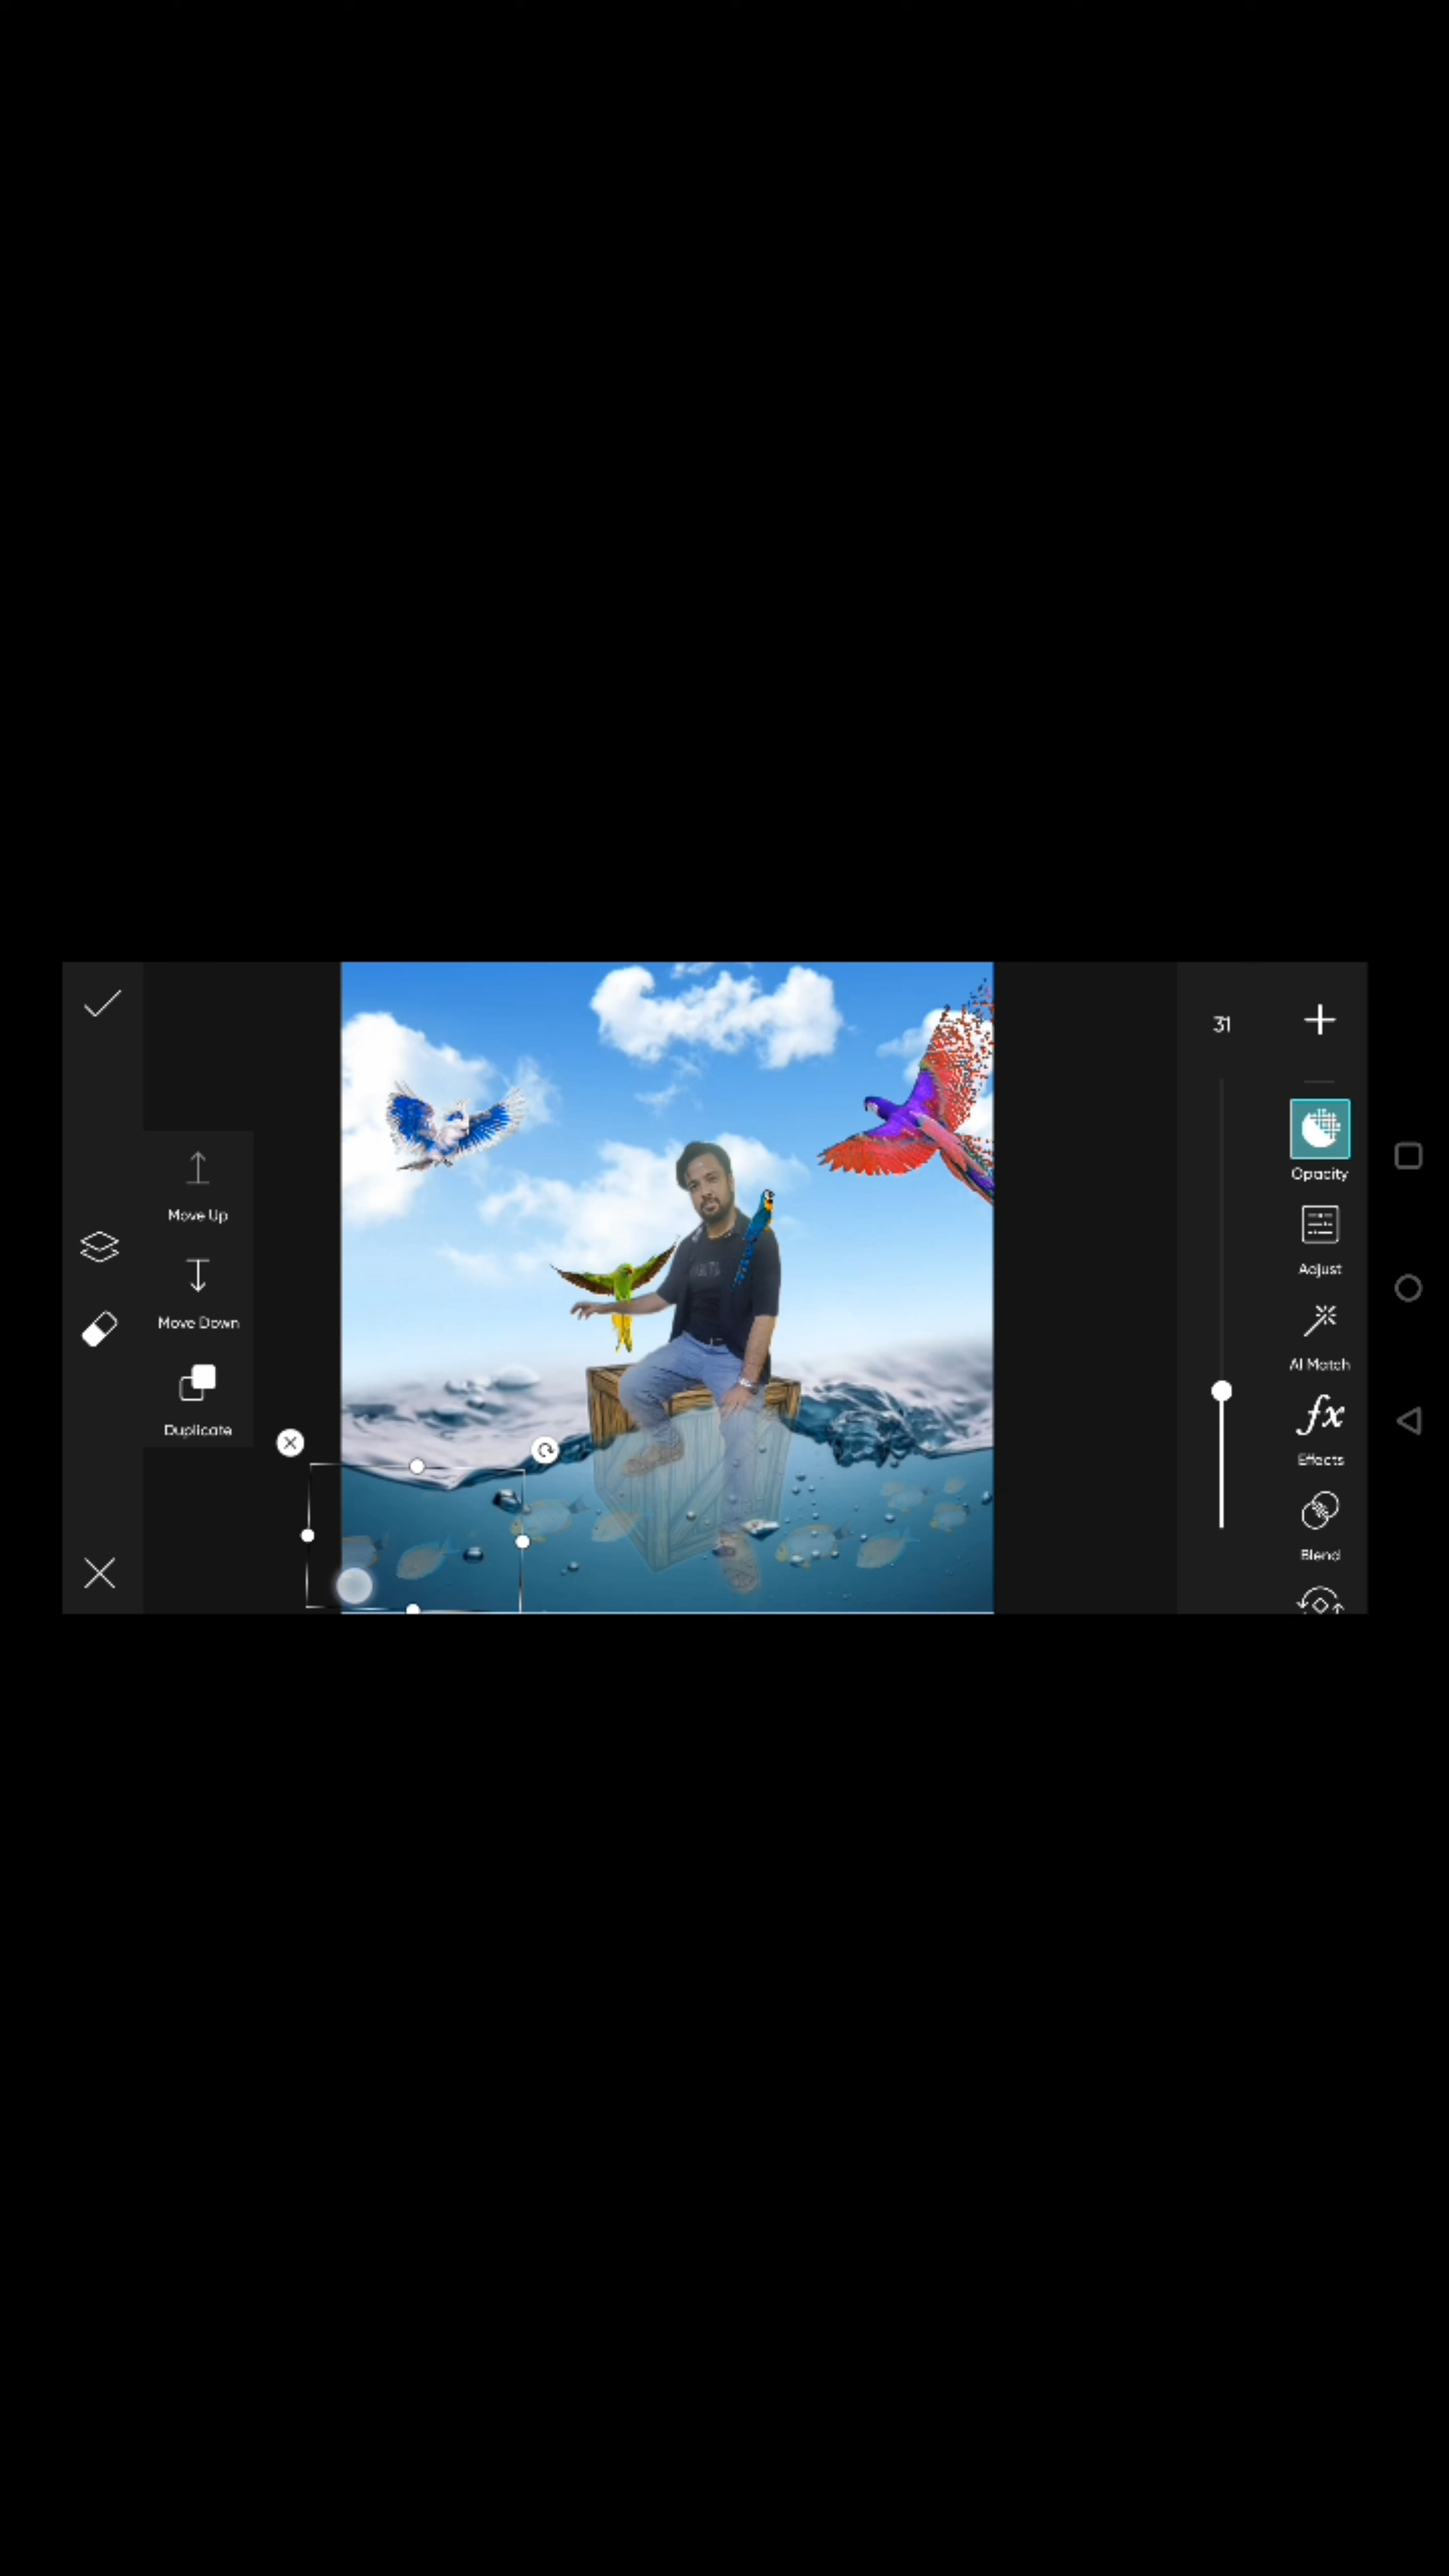 31
Opacity
Move Up
Adjust
Move Down
AI Match
Duplicate
fx
Effects
Blend